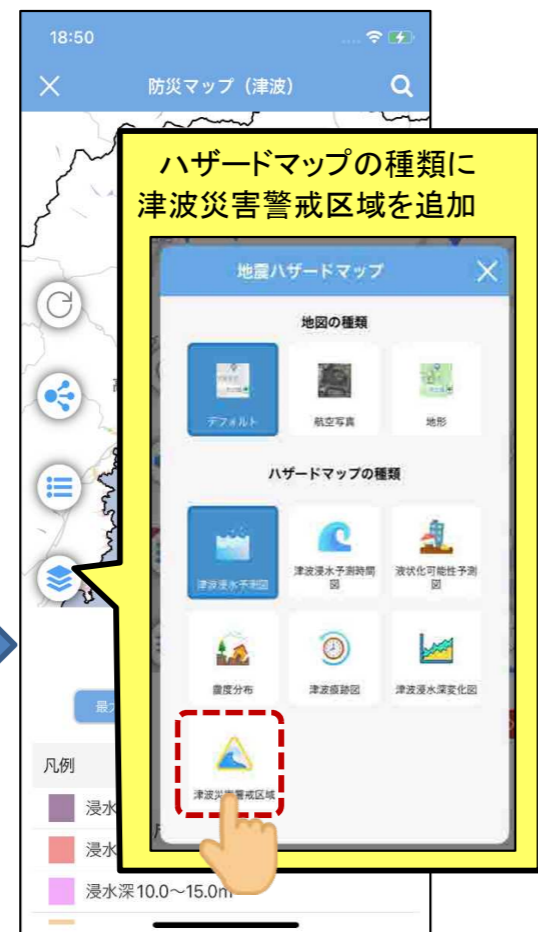 18:50
防災マップ（津波）
ハザードマップの種類に
津波災害警戒区域を追加
地震ハザードマップ
地図の種類
デフォルト
航空写真
地形
ハザードマップの種類
津波浸水予測図
津波浸水予測時間
図
液状化可能性予測
図
震度分布
津波痕跡図
津波浸水深変化図
津波災害警戒区域
最大
凡例
浸水
浸水
浸水深10.0～15.0m